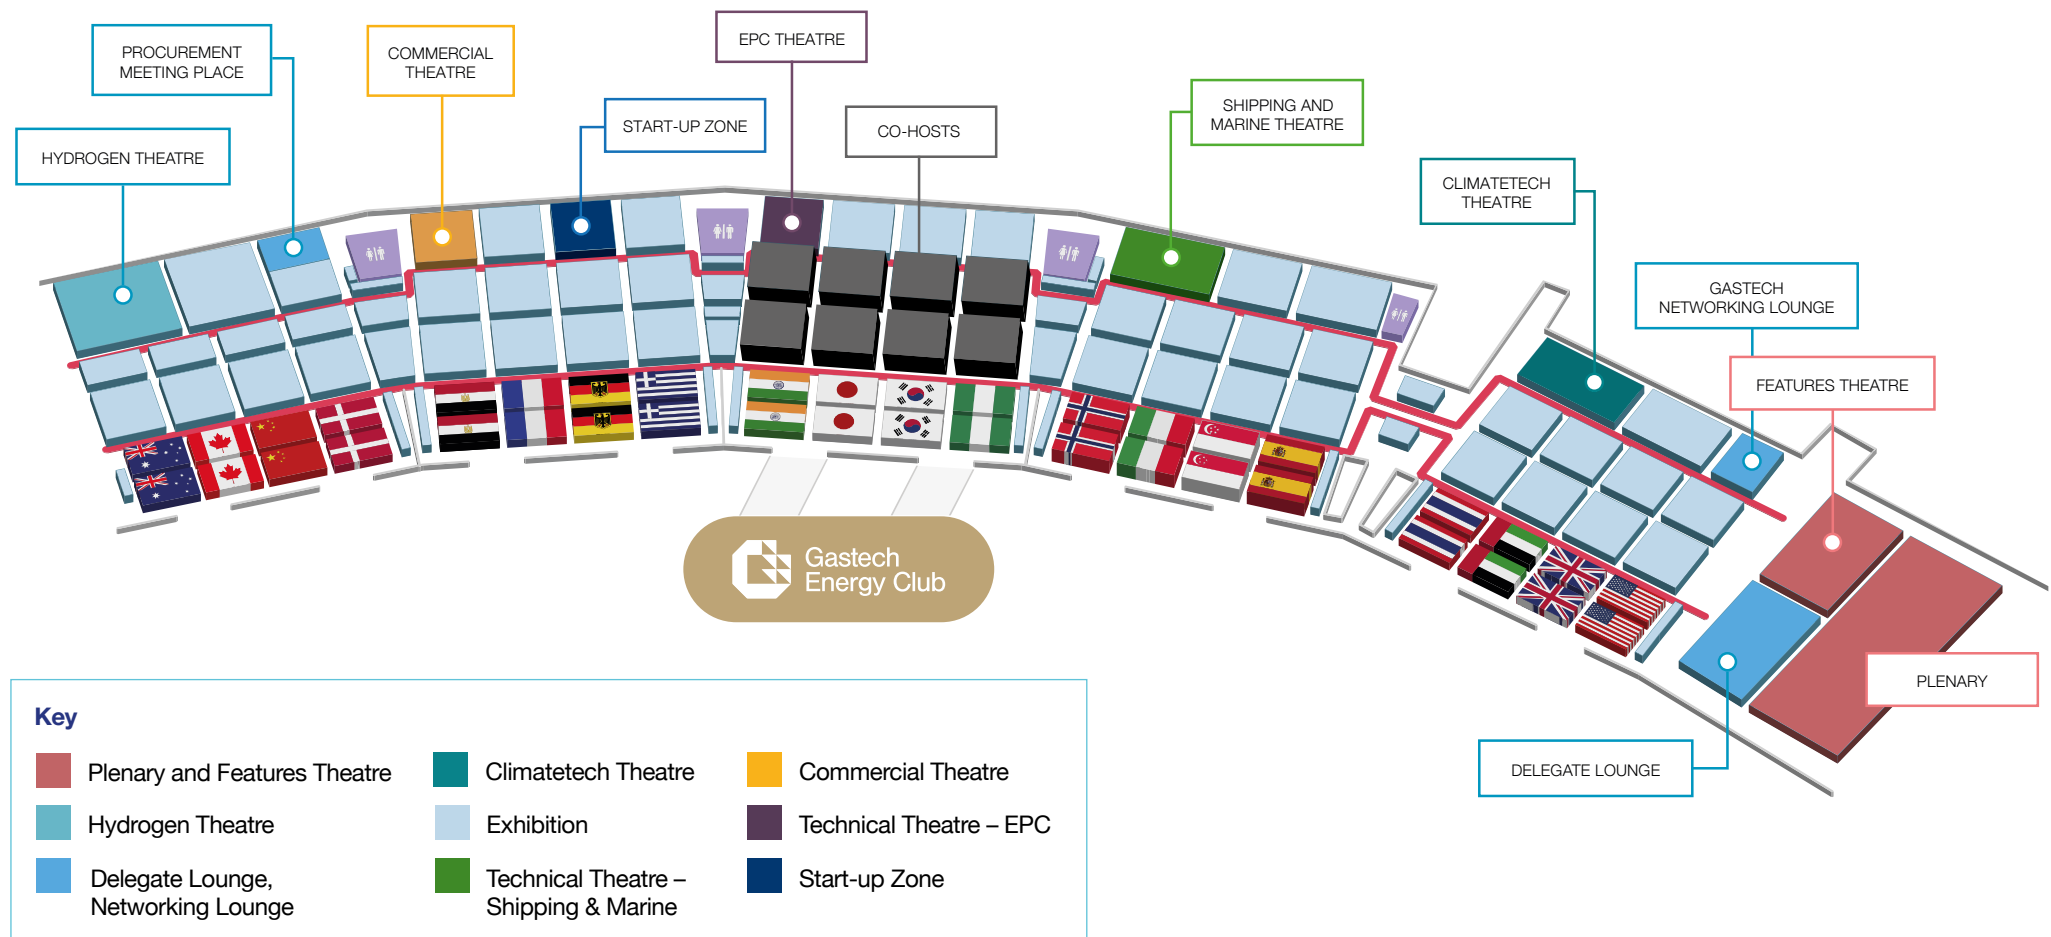 PROCUREMENT
MEETING PLACE
COMMERCIAL
THEATRE
EPC THEATRE
START-UP ZONE
CO-HOSTS
SHIPPING AND
MARINE THEATRE
HYDROGEN THEATRE
CLIMATETECH
THEATRE
GASTECH
NETWORKING LOUNGE
FEATURES THEATRE
Gastech
Energy Club
PLENARY
DELEGATE LOUNGE
Key
Plenary and Features Theatre
Hydrogen Theatre
Delegate Lounge,
Networking Lounge
Climatetech Theatre
Exhibition
Technical Theatre –
Shipping & Marine
Commercial Theatre
Technical Theatre – EPC
Start-up Zone